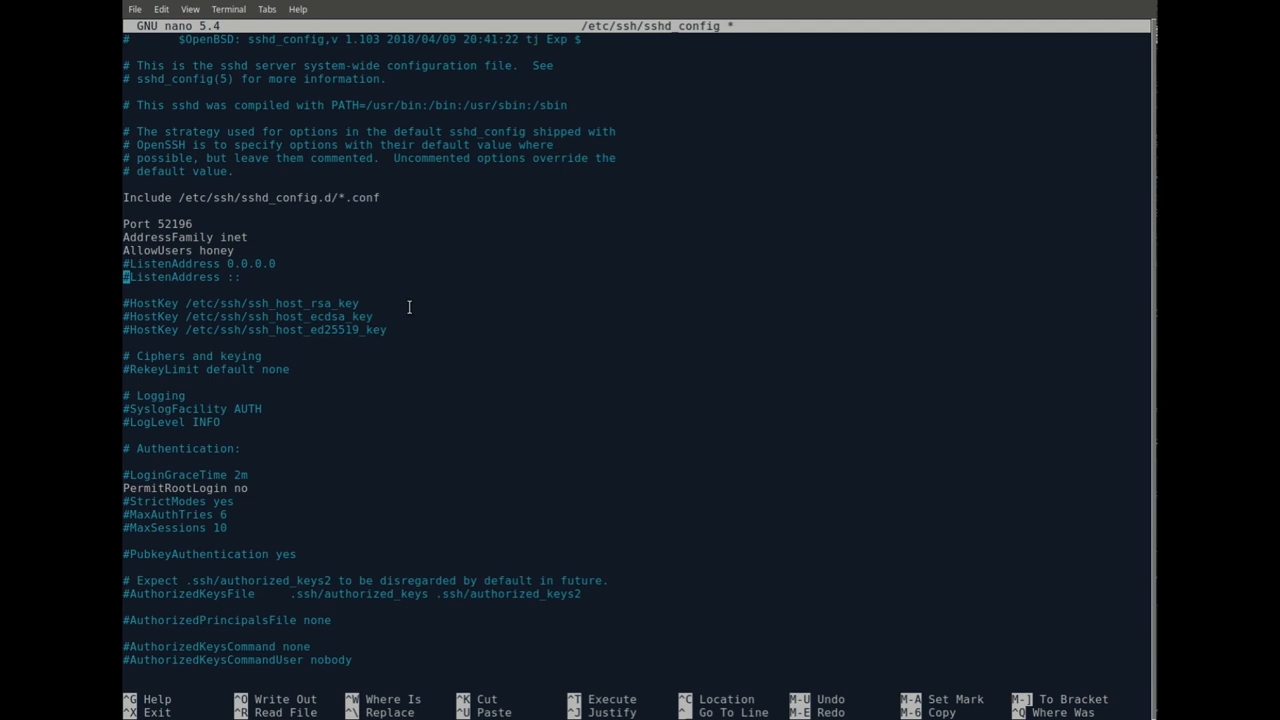 File Edit View Terminal Tabs Help
GNU nano 5.4 /etc/ssh/sshd_config *
# $OpenBSD: sshd_config,v 1.103 2018/04/09 20:41:22 tj Exp $
# This is the sshd server system-wide configuration file. See
# sshd_config(5) for more information.
# This sshd was compiled with PATH=/usr/bin:/bin:/usr/sbin:/sbin
# The strategy used for options in the default sshd_config shipped with
# OpenSSH is to specify options with their default value where
# possible, but leave them commented. Uncommented options override the
# default value.
Include /etc/ssh/sshd_config.d/*.conf
Port 52196
AddressFamily inet
AllowUsers honey
#ListenAddress 0.0.0.0
#ListenAddress ::
#HostKey /etc/ssh/ssh_host_rsa_key
#HostKey /etc/ssh/ssh_host_ecdsa_key
#HostKey /etc/ssh/ssh_host_ed25519_key
# Ciphers and keying
#RekeyLimit default none
# Logging
#SyslogFacility AUTH
#LogLevel INFO
# Authentication:
#LoginGraceTime 2m
PermitRootLogin no
#StrictModes yes
#MaxAuthTries 6
#MaxSessions 10
#PubkeyAuthentication yes
# Expect .ssh/authorized_keys2 to be disregarded by default in future.
#AuthorizedKeysFile .ssh/authorized_keys .ssh/authorized_keys2
#AuthorizedPrincipalsFile none
#AuthorizedKeysCommand none
#AuthorizedKeysCommandUser nobody
^G Help ^O Write Out ^W Where Is ^K Cut ^T Execute ^C Location M-U Undo M-A Set Mark M-] To Bracket
^X Exit ^R Read File ^\ Replace ^U Paste ^J Justify ^_ Go To Line M-E Redo M-6 Copy ^Q Where Was